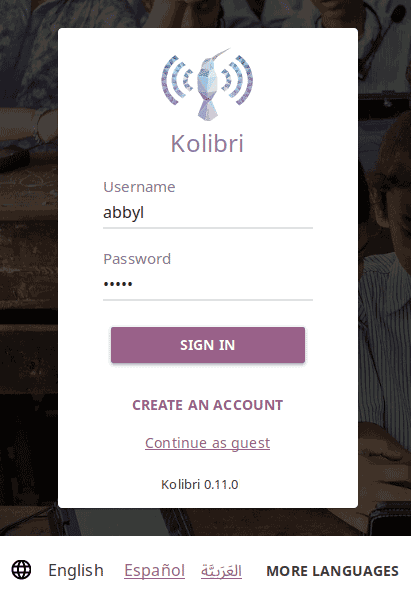 Kolibri
Username
abbyl
Password
•••••
SIGN IN
CREATE AN ACCOUNT
Continue as guest
Kolibri 0.11.0
English Español العَرَبِيَّة MORE LANGUAGES